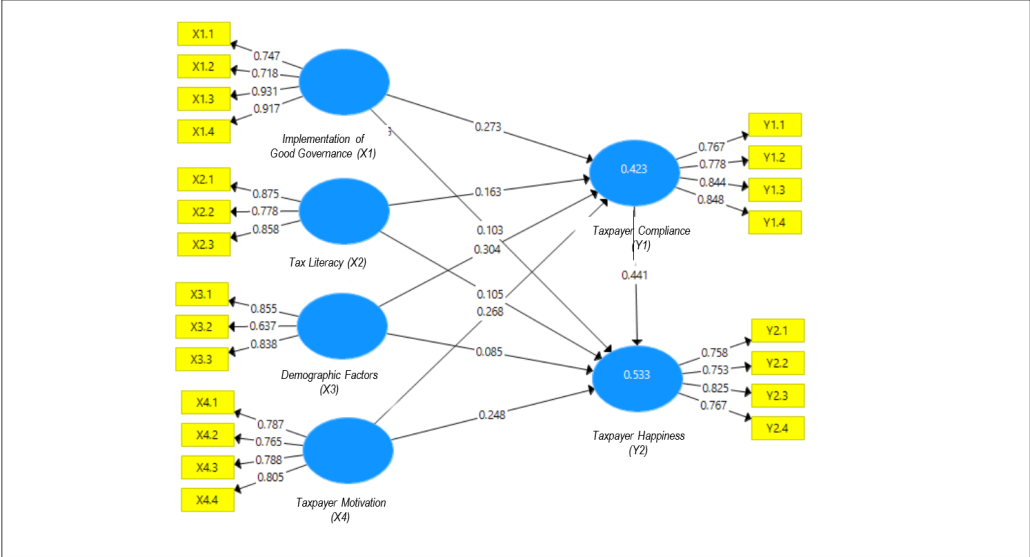 X1.1
0.747
X1.2
0.718
X1.3
0.931
X1.4
0.917
Implementation of
Good Governance (X1)
0.273
0.423
Y1.1
0.767
Y1.2
0.778
Y1.3
0.844
Y1.4
0.848
Taxpayer Compliance
(Y1)
X2.1
0.875
X2.2
0.778
X2.3
0.858
Tax Literacy (X2)
0.163
0.103
0.304
0.441
X3.1
0.855
X3.2
0.637
X3.3
0.838
Demographic Factors
(X3)
0.105
0.268
0.085
0.533
Y2.1
0.758
Y2.2
0.753
Y2.3
0.825
Y2.4
0.767
Taxpayer Happiness
(Y2)
X4.1
0.787
X4.2
0.765
X4.3
0.788
X4.4
0.805
0.248
Taxpayer Motivation
(X4)